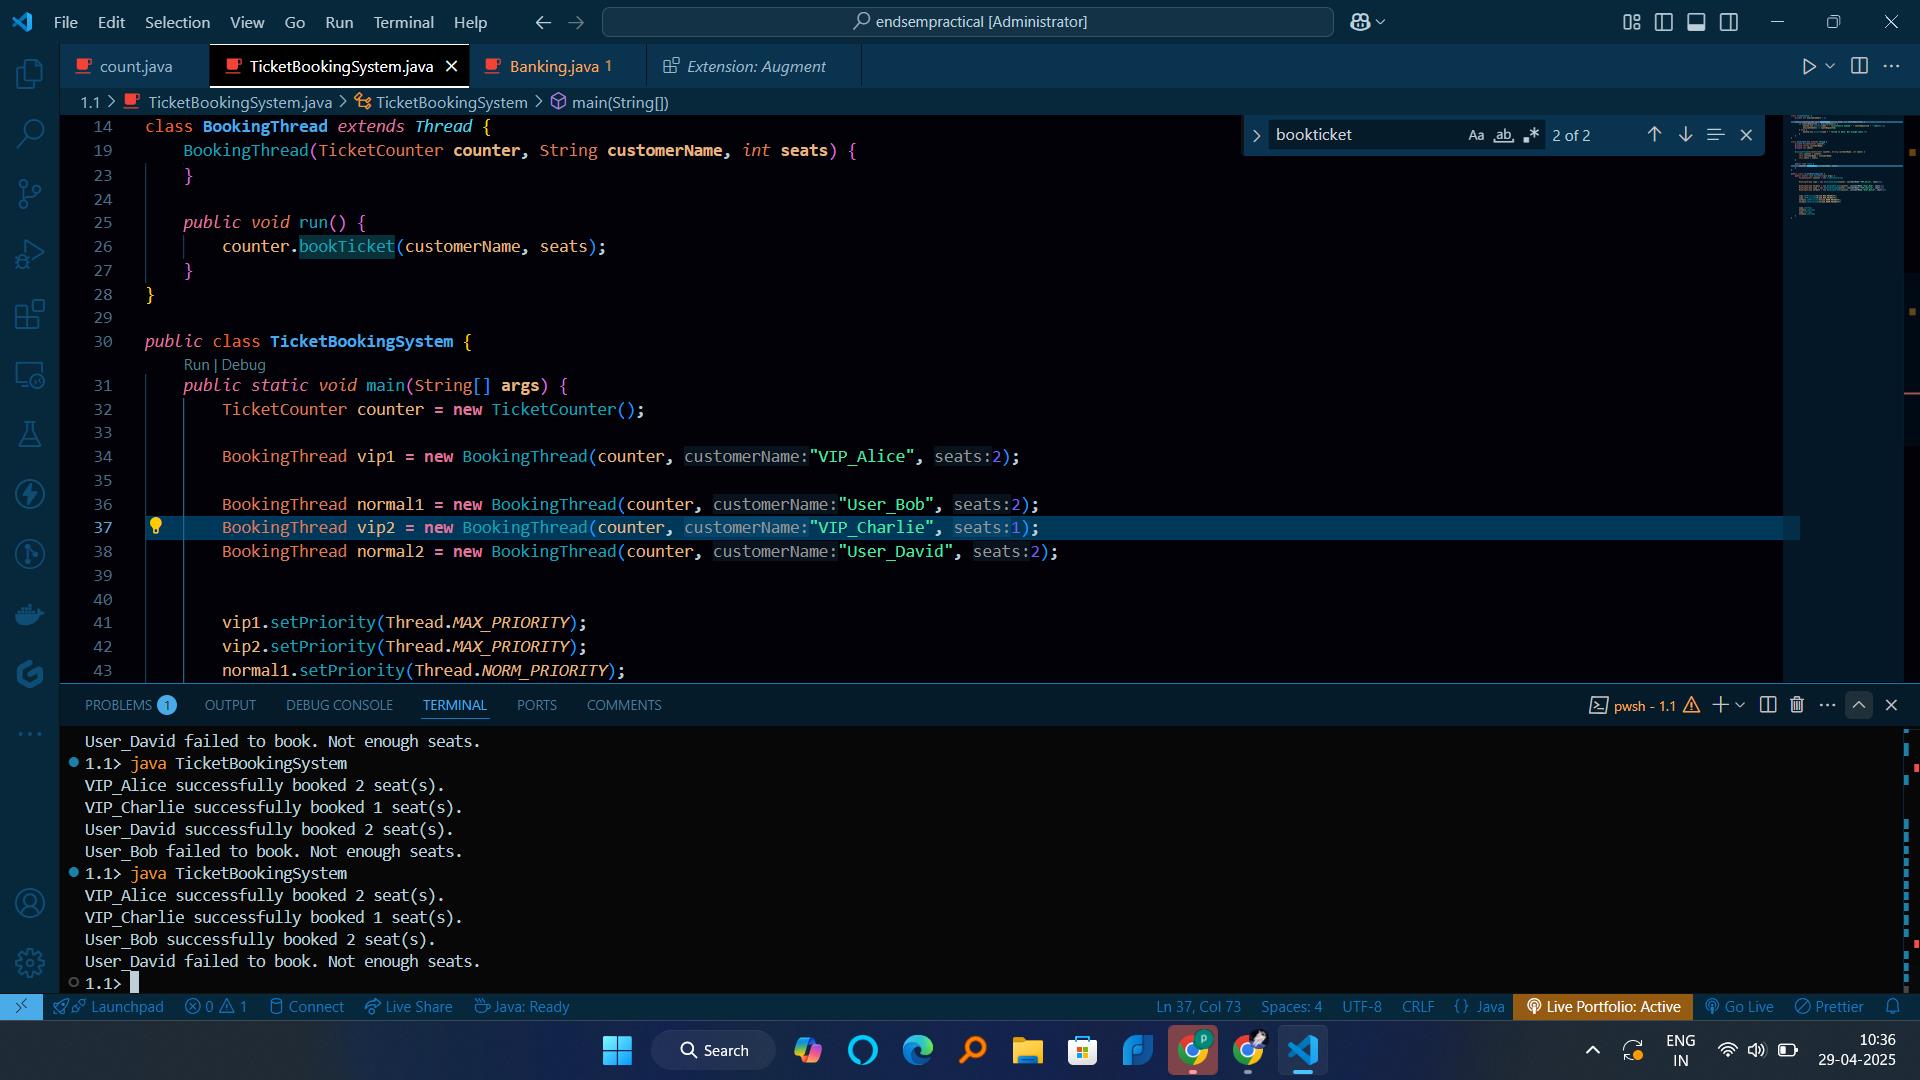 File Edit Selection View Go Run Terminal Help
endsempractical [Administrator]
count.java
TicketBookingSystem.java
Banking.java 1
Extension: Augment
1.1 > TicketBookingSystem.java > TicketBookingSystem > main(String[])
bookticket Aa ab 2 of 2
14 class BookingThread extends Thread {
19 BookingThread(TicketCounter counter, String customerName, int seats) {
23 }
24
25 public void run() {
26 counter.bookTicket(customerName, seats);
27 }
28 }
29
30 public class TicketBookingSystem {
Run | Debug
31 public static void main(String[] args) {
32 TicketCounter counter = new TicketCounter();
33
34 BookingThread vip1 = new BookingThread(counter, customerName:"VIP_Alice", seats:2);
35
36 BookingThread normal1 = new BookingThread(counter, customerName:"User_Bob", seats:2);
37 BookingThread vip2 = new BookingThread(counter, customerName:"VIP_Charlie", seats:1);
38 BookingThread normal2 = new BookingThread(counter, customerName:"User_David", seats:2);
39
40
41 vip1.setPriority(Thread.MAX_PRIORITY);
42 vip2.setPriority(Thread.MAX_PRIORITY);
43 normal1.setPriority(Thread.NORM_PRIORITY);
PROBLEMS 1 OUTPUT DEBUG CONSOLE TERMINAL PORTS COMMENTS
pwsh - 1.1
User_David failed to book. Not enough seats.
1.1> java TicketBookingSystem
VIP_Alice successfully booked 2 seat(s).
VIP_Charlie successfully booked 1 seat(s).
User_David successfully booked 2 seat(s).
User_Bob failed to book. Not enough seats.
1.1> java TicketBookingSystem
VIP_Alice successfully booked 2 seat(s).
VIP_Charlie successfully booked 1 seat(s).
User_Bob successfully booked 2 seat(s).
User_David failed to book. Not enough seats.
1.1>
Launchpad 0 1 Connect Live Share Java: Ready
Ln 37, Col 73 Spaces: 4 UTF-8 CRLF {} Java Live Portfolio: Active Go Live Prettier
Search
ENG
IN
10:36
29-04-2025